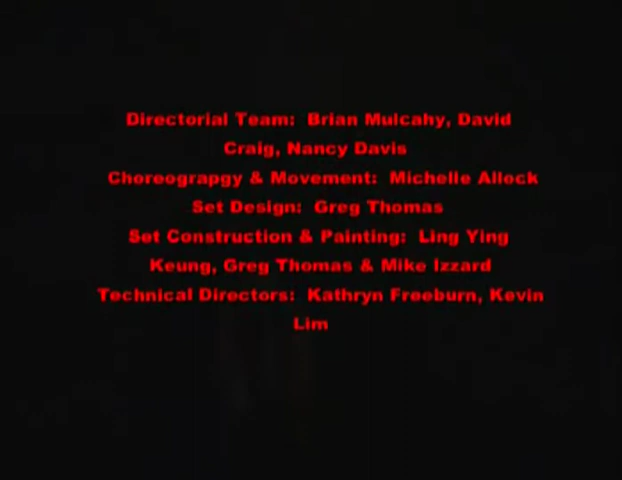 Directorial Team: Brian Mulcahy, David
Craig, Nancy Davis
Choreograpgy & Movement: Michelle Allock
Set Design: Greg Thomas
Set Construction & Painting: Ling Ying
Keung, Greg Thomas & Mike Izzard
Technical Directors: Kathryn Freeburn, Kevin
Lim